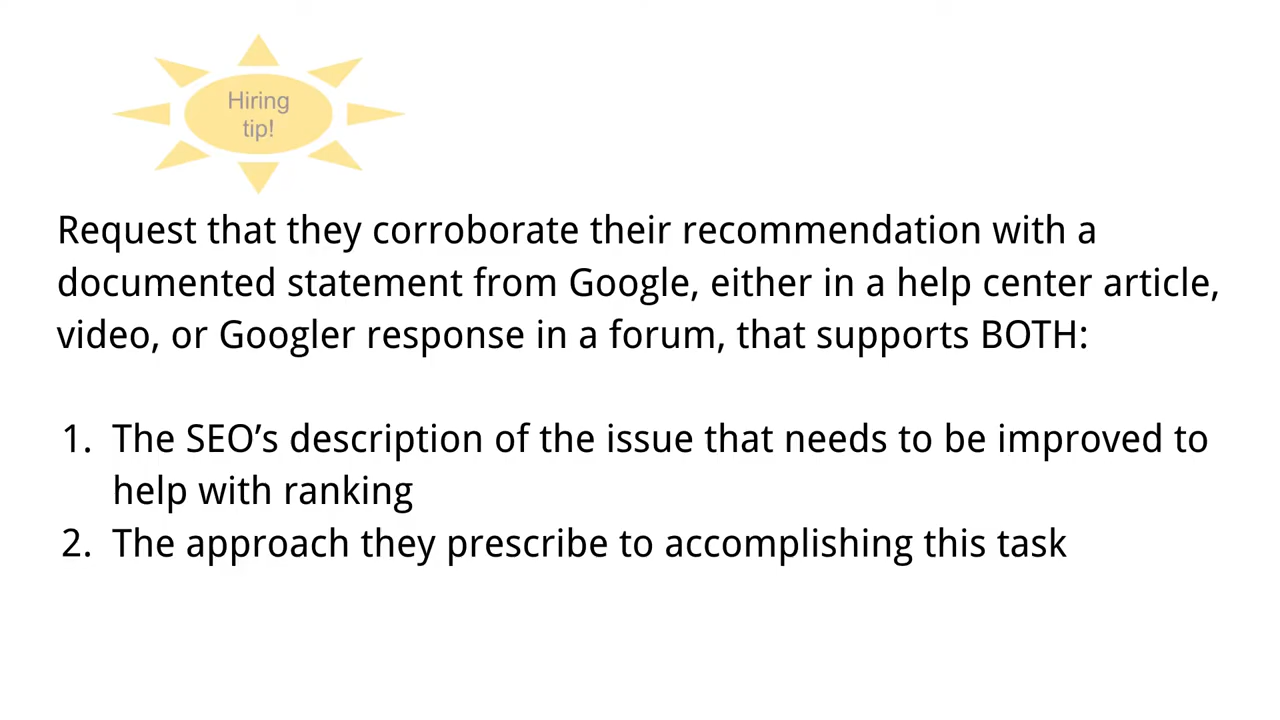 Hiring
tip!
Request that they corroborate their recommendation with a
documented statement from Google, either in a help center article,
video, or Googler response in a forum, that supports BOTH:
1. The SEO’s description of the issue that needs to be improved to
help with ranking
2. The approach they prescribe to accomplishing this task